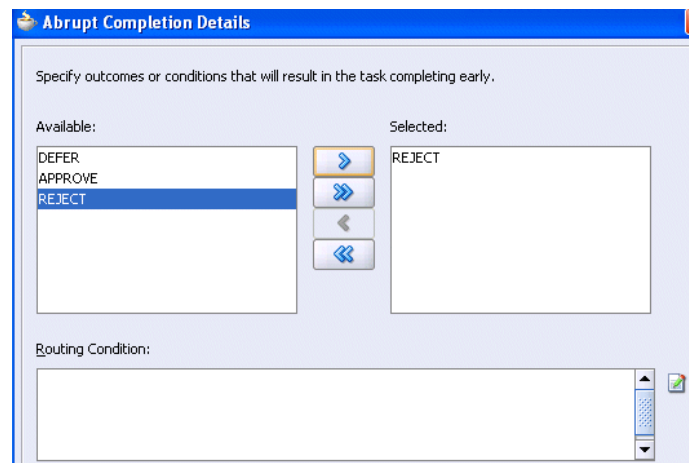 Abrupt Completion Details
Specify outcomes or conditions that will result in the task completing early.
Available:
Selected:
DEFER
APPROVE
REJECT
REJECT
Routing Condition: